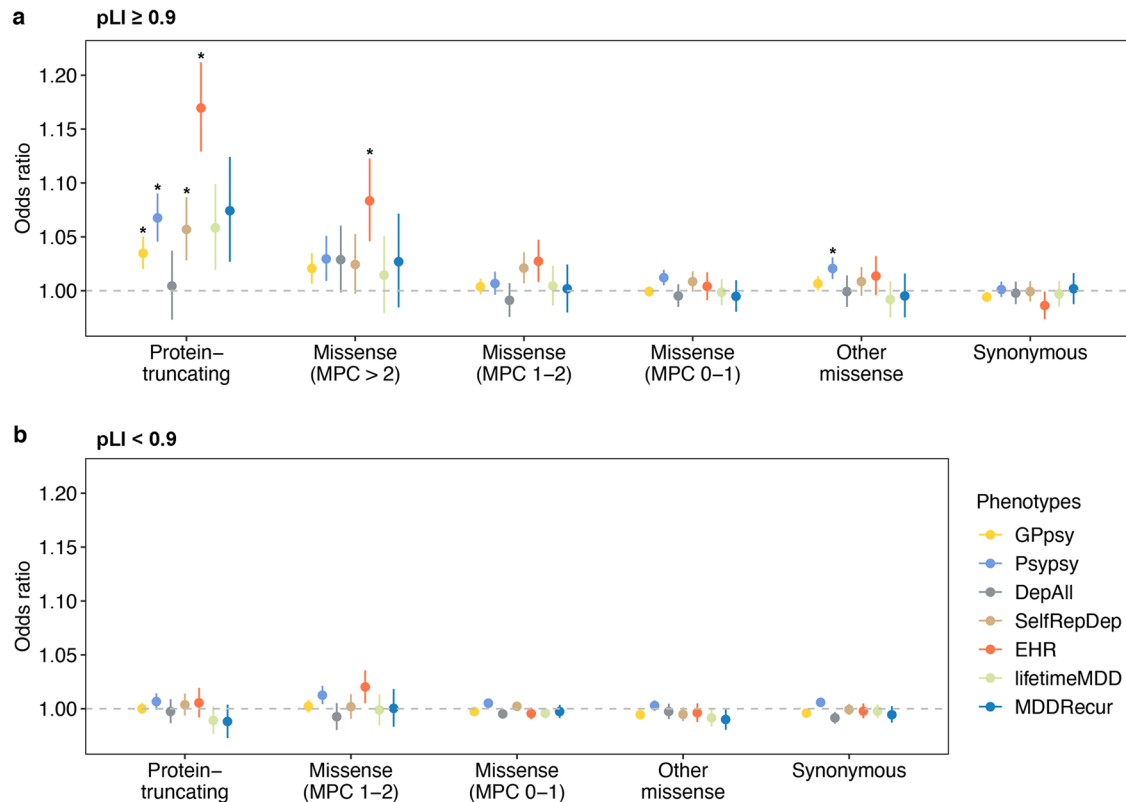 a
pLI ≥ 0.9
Odds ratio
1.20
1.15
1.10
1.05
1.00
* * * * * *
Protein–
truncating
Missense
(MPC > 2)
Missense
(MPC 1–2)
Missense
(MPC 0–1)
Other
missense
Synonymous
b
pLI < 0.9
Odds ratio
1.20
1.15
1.10
1.05
1.00
Protein–
truncating
Missense
(MPC 1–2)
Missense
(MPC 0–1)
Other
missense
Synonymous
Phenotypes
GPpsy
Psypsy
DepAll
SelfRepDep
EHR
lifetimeMDD
MDDRecur